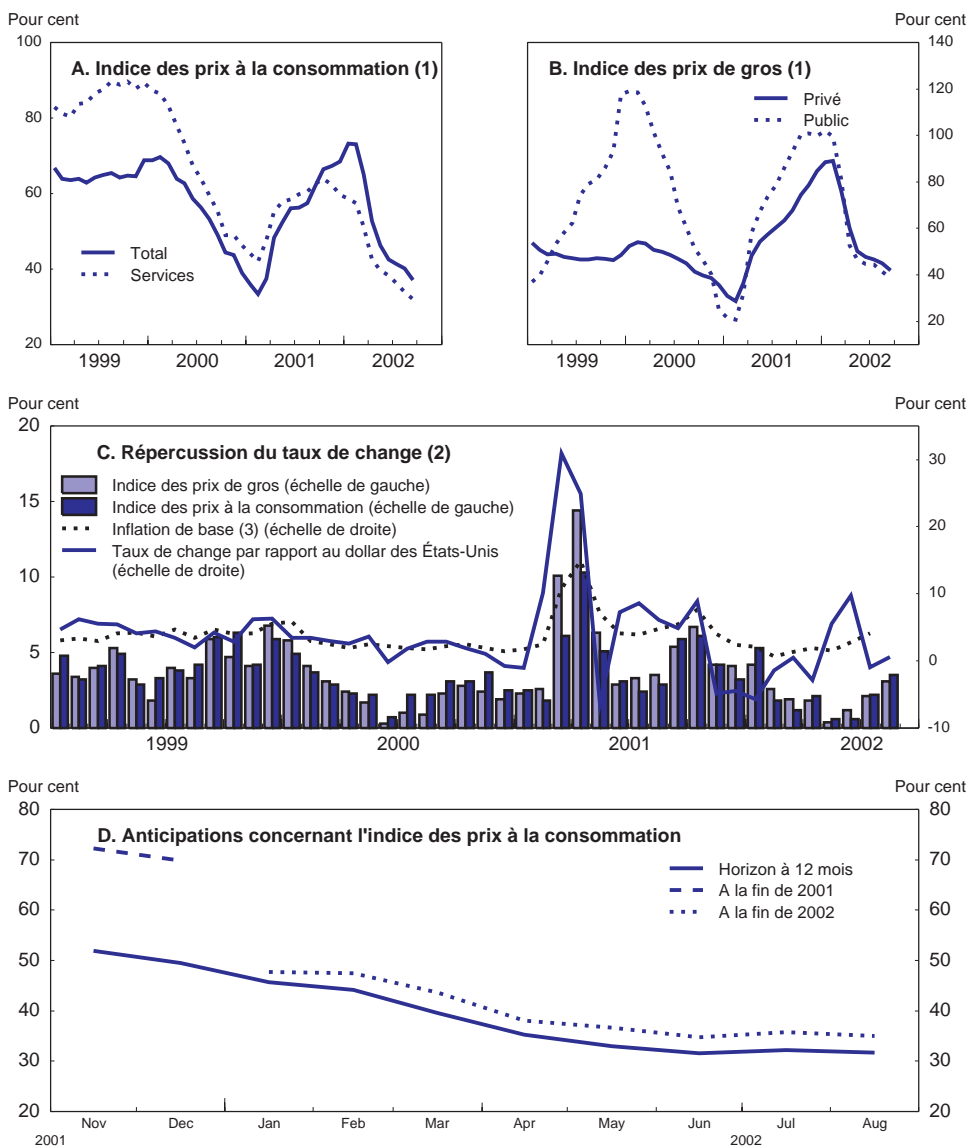 Pour cent
Pour cent
A. Indice des prix à la consommation (1)
100
80
60
40
20
Total
Services
1999 2000 2001 2002
B. Indice des prix de gros (1)
Privé
Public
140
120
100
80
60
40
20
1999 2000 2001 2002
Pour cent
Pour cent
C. Répercussion du taux de change (2)
Indice des prix de gros (échelle de gauche)
Indice des prix à la consommation (échelle de gauche)
Inflation de base (3) (échelle de droite)
Taux de change par rapport au dollar des États-Unis
(échelle de droite)
20
15
10
5
0
30
20
10
0
-10
1999 2000 2001 2002
Pour cent
Pour cent
D. Anticipations concernant l'indice des prix à la consommation
Horizon à 12 mois
A la fin de 2001
A la fin de 2002
80
70
60
50
40
30
20
80
70
60
50
40
30
20
Nov Dec Jan Feb Mar Apr May Jun Jul Aug
2001 2002